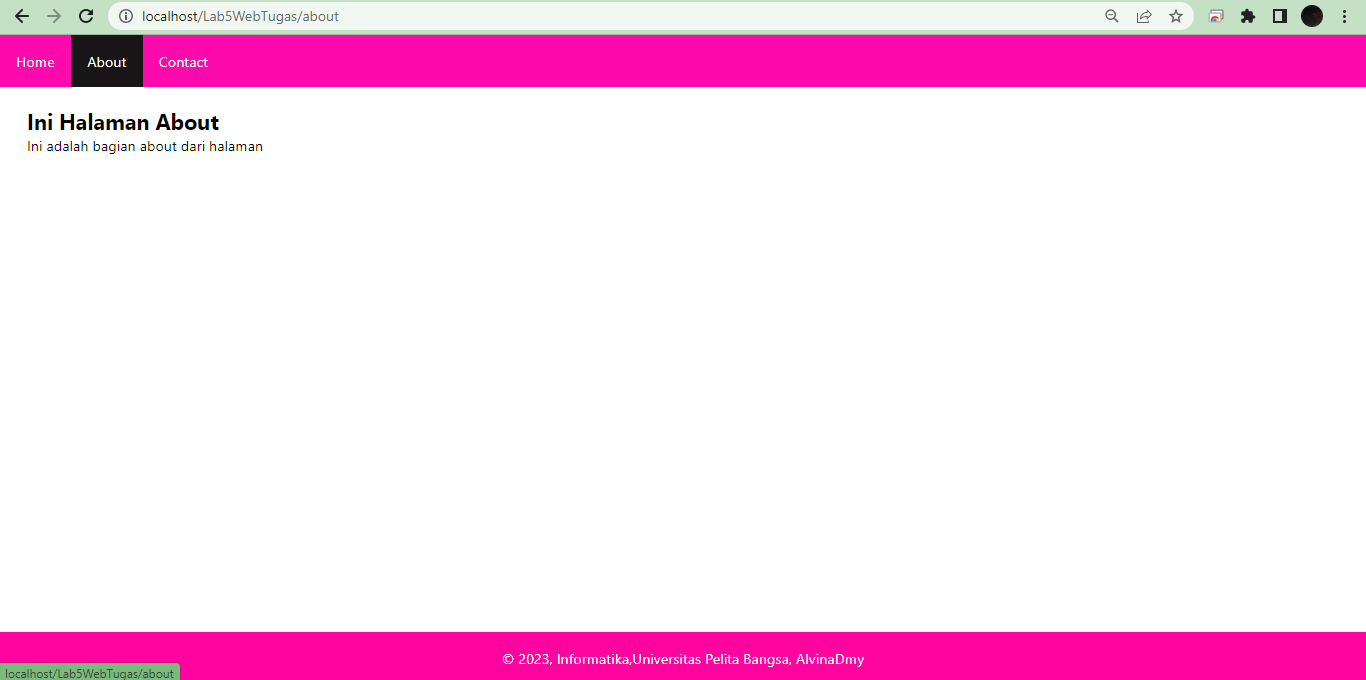 localhost/Lab5WebTugas/about
Home About Contact
Ini Halaman About
Ini adalah bagian about dari halaman
© 2023, Informatika,Universitas Pelita Bangsa, AlvinaDmy
localhost/Lab5WebTugas/about